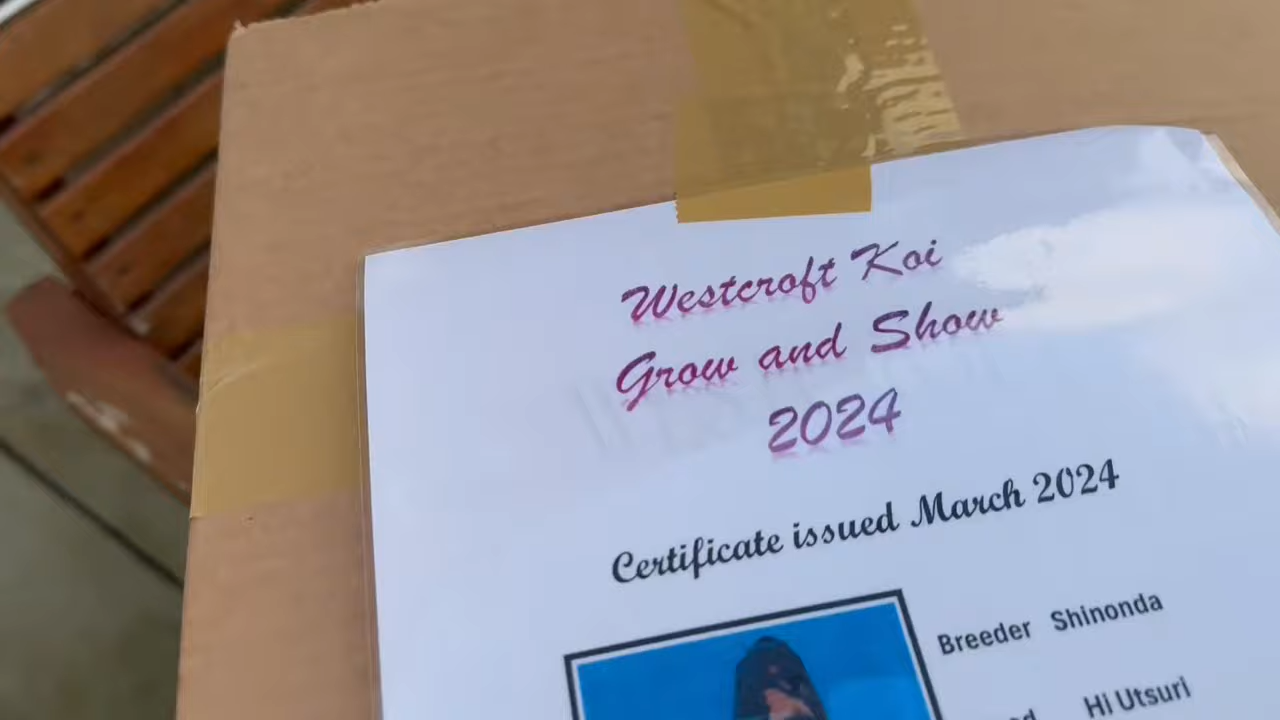 Westcroft Koi
Grow and Show
2024
Certificate issued March 2024
Breeder Shinonda
Hi Utsuri